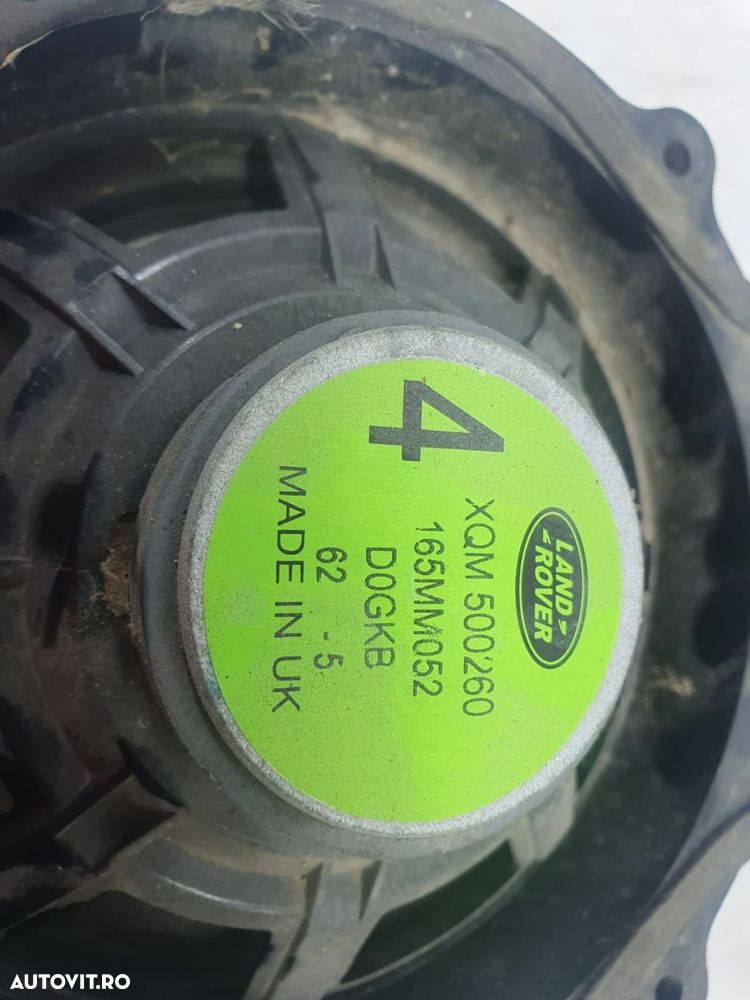 LAND
ROVER
XQM 500260
165MM052
D0GKB
62 -5
MADE IN UK
4
AUTOVIT.RO